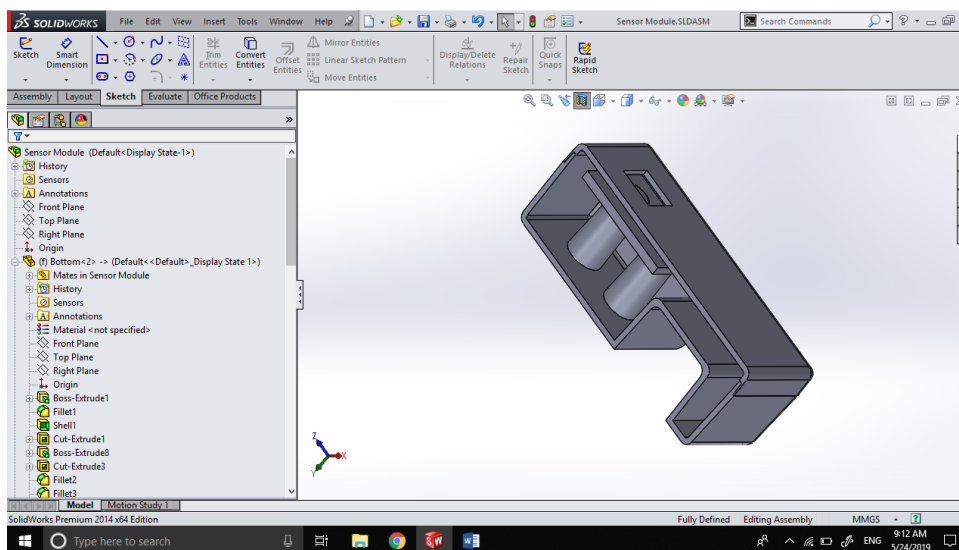 SOLIDWORKS File Edit View Insert Tools Window Help Sensor Module.SLDASM Search Commands
Sketch Smart Dimension Trim Entities Convert Entities Offset Entities Mirror Entities Linear Sketch Pattern Move Entities Display/Delete Relations Repair Sketch Quick Snaps Rapid Sketch
Assembly Layout Sketch Evaluate Office Products
Sensor Module (Default<Display State-1>)
History
Sensors
Annotations
Front Plane
Top Plane
Right Plane
Origin
(f) Bottom<2> -> (Default<<Default>_Display State 1>)
Mates in Sensor Module
History
Sensors
Annotations
Material <not specified>
Front Plane
Top Plane
Right Plane
Origin
Boss-Extrude1
Fillet1
Shell1
Cut-Extrude1
Boss-Extrude8
Cut-Extrude3
Fillet2
Fillet3
Z
X
Y
Model Motion Study 1
SolidWorks Premium 2014 x64 Edition Fully Defined Editing Assembly MMGS
Type here to search ENG 9:12 AM
5/24/2019